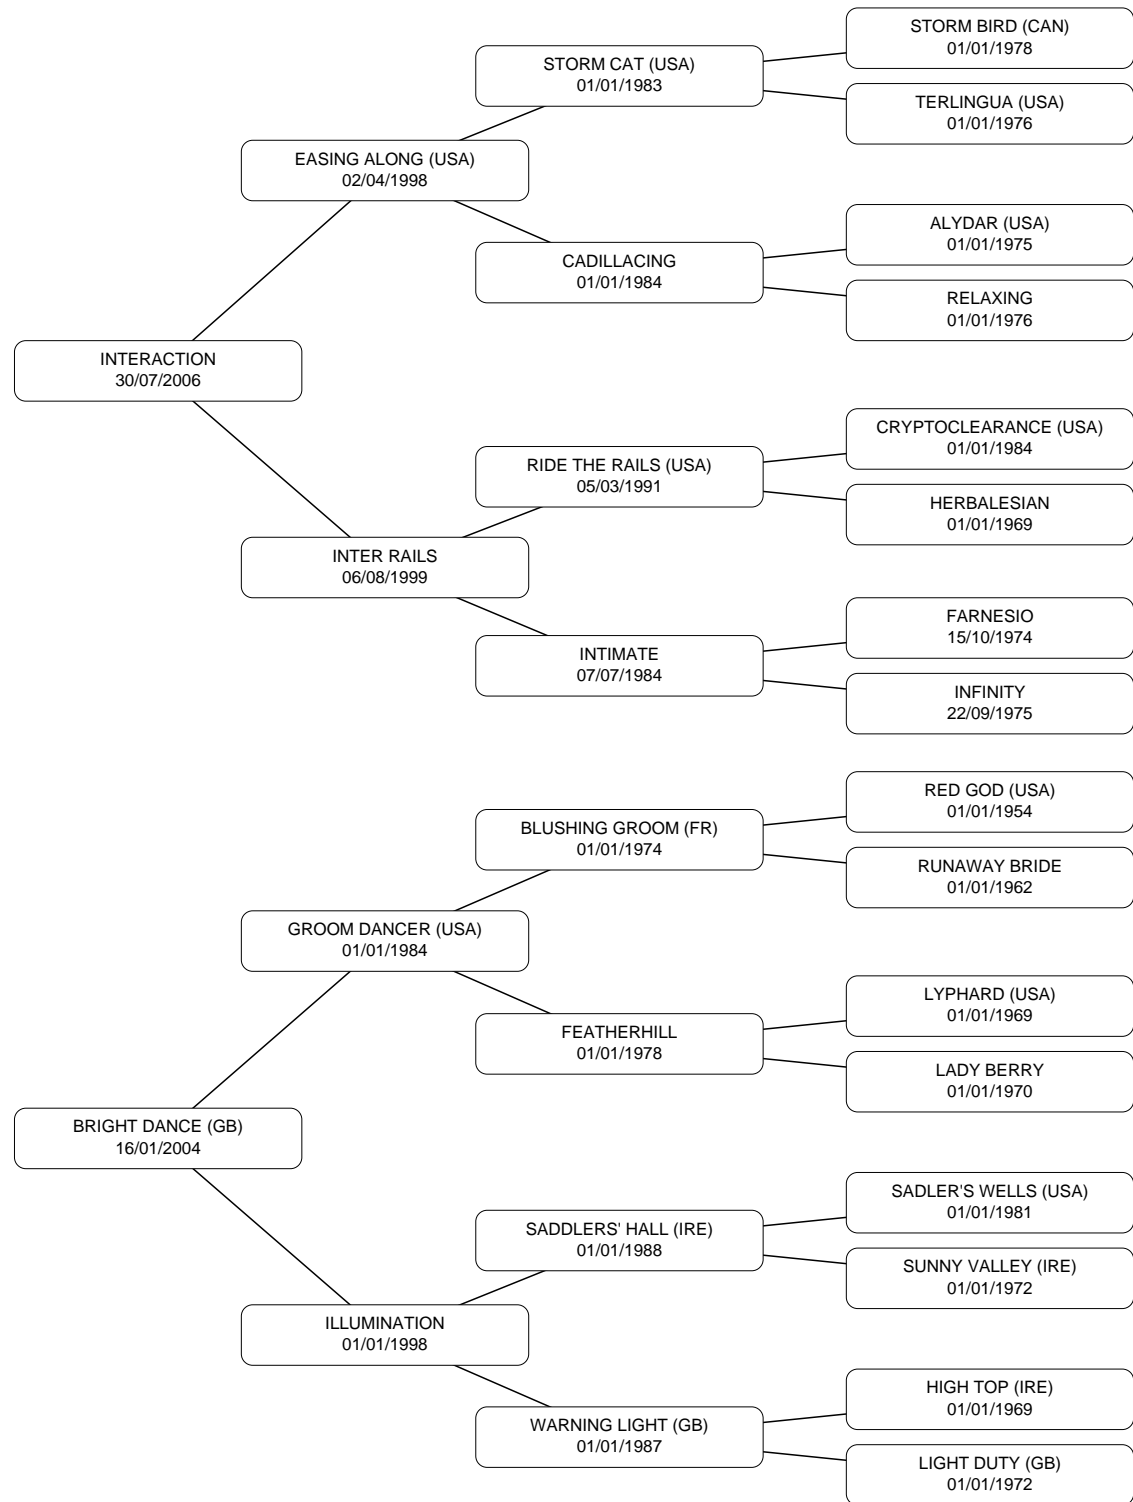 STORM BIRD (CAN)
01/01/1978
STORM CAT (USA)
01/01/1983
TERLINGUA (USA)
01/01/1976
EASING ALONG (USA)
02/04/1998
ALYDAR (USA)
01/01/1975
CADILLACING
01/01/1984
RELAXING
01/01/1976
INTERACTION
30/07/2006
CRYPTOCLEARANCE (USA)
01/01/1984
RIDE THE RAILS (USA)
05/03/1991
HERBALESIAN
01/01/1969
INTER RAILS
06/08/1999
FARNESIO
15/10/1974
INTIMATE
07/07/1984
INFINITY
22/09/1975
RED GOD (USA)
01/01/1954
BLUSHING GROOM (FR)
01/01/1974
RUNAWAY BRIDE
01/01/1962
GROOM DANCER (USA)
01/01/1984
LYPHARD (USA)
01/01/1969
FEATHERHILL
01/01/1978
LADY BERRY
01/01/1970
BRIGHT DANCE (GB)
16/01/2004
SADLER'S WELLS (USA)
01/01/1981
SADDLERS' HALL (IRE)
01/01/1988
SUNNY VALLEY (IRE)
01/01/1972
ILLUMINATION
01/01/1998
HIGH TOP (IRE)
01/01/1969
WARNING LIGHT (GB)
01/01/1987
LIGHT DUTY (GB)
01/01/1972